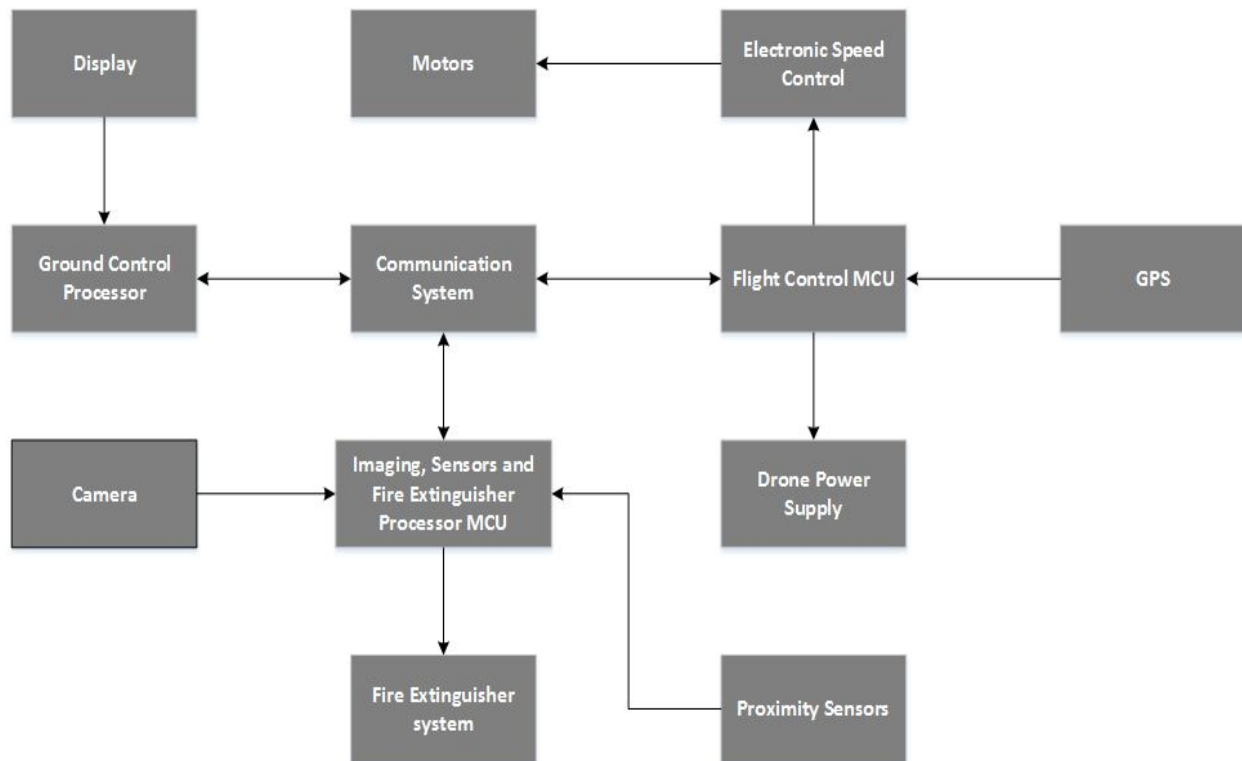 Display
Motors
Electronic Speed
Control
Ground Control
Processor
Communication
System
Flight Control MCU
GPS
Camera
Imaging, Sensors and
Fire Extinguisher
Processor MCU
Drone Power
Supply
Fire Extinguisher
system
Proximity Sensors